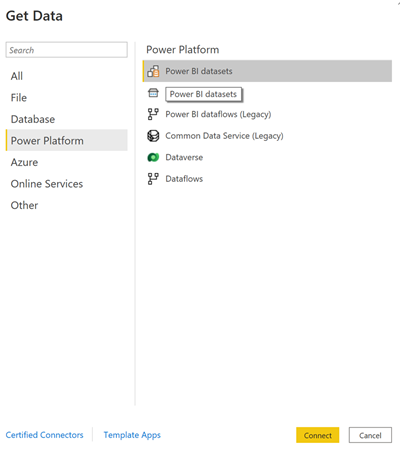 Get Data
Search
All
File
Database
Power Platform
Azure
Online Services
Other
Power Platform
Power BI datasets
Power BI datasets
Power BI dataflows (Legacy)
Common Data Service (Legacy)
Dataverse
Dataflows
Certified Connectors
Template Apps
Connect
Cancel